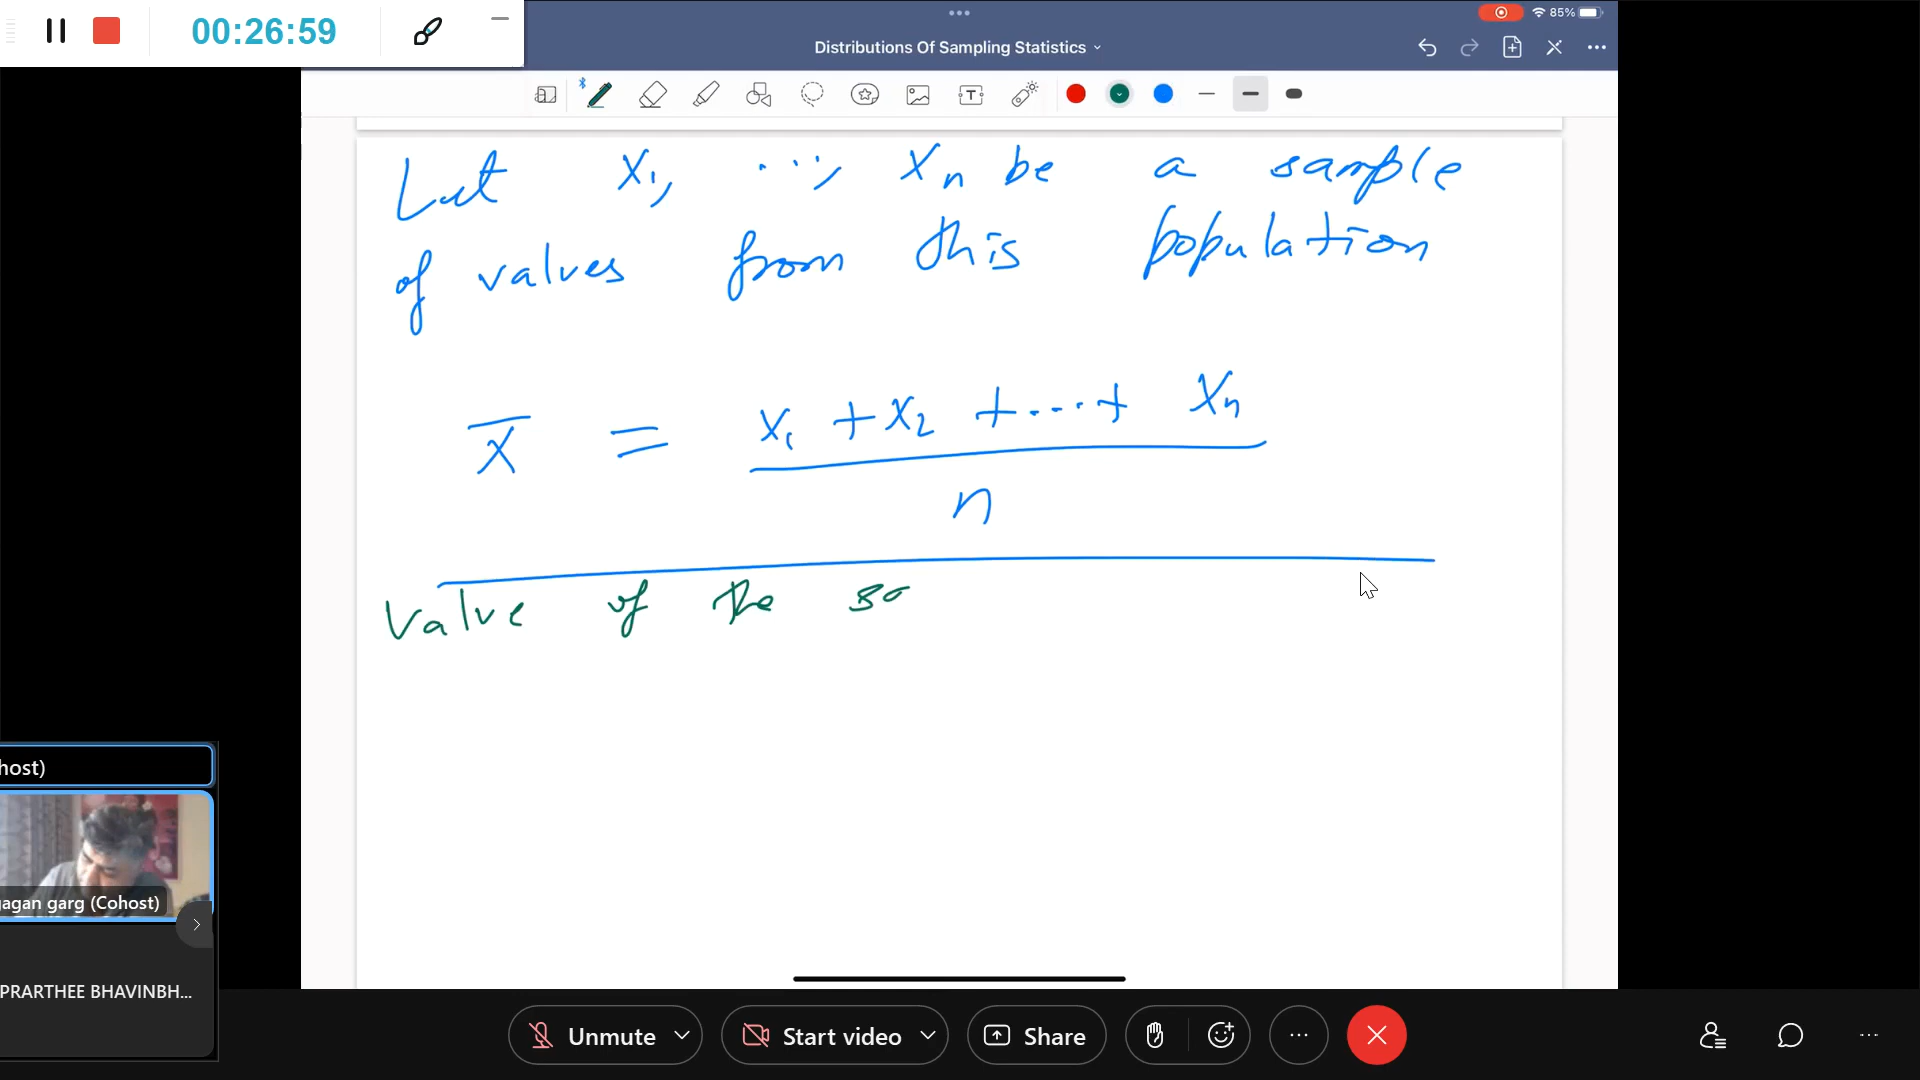 00:26:59
85%
Distributions Of Sampling Statistics
Let X1, ..., Xn be a sample
of values from this population
X̄ = X1 + X2 + ... + Xn
n
Value of the sa
host)
gagan garg (Cohost)
PRARTHEE BHAVINBH...
Unmute
Start video
Share